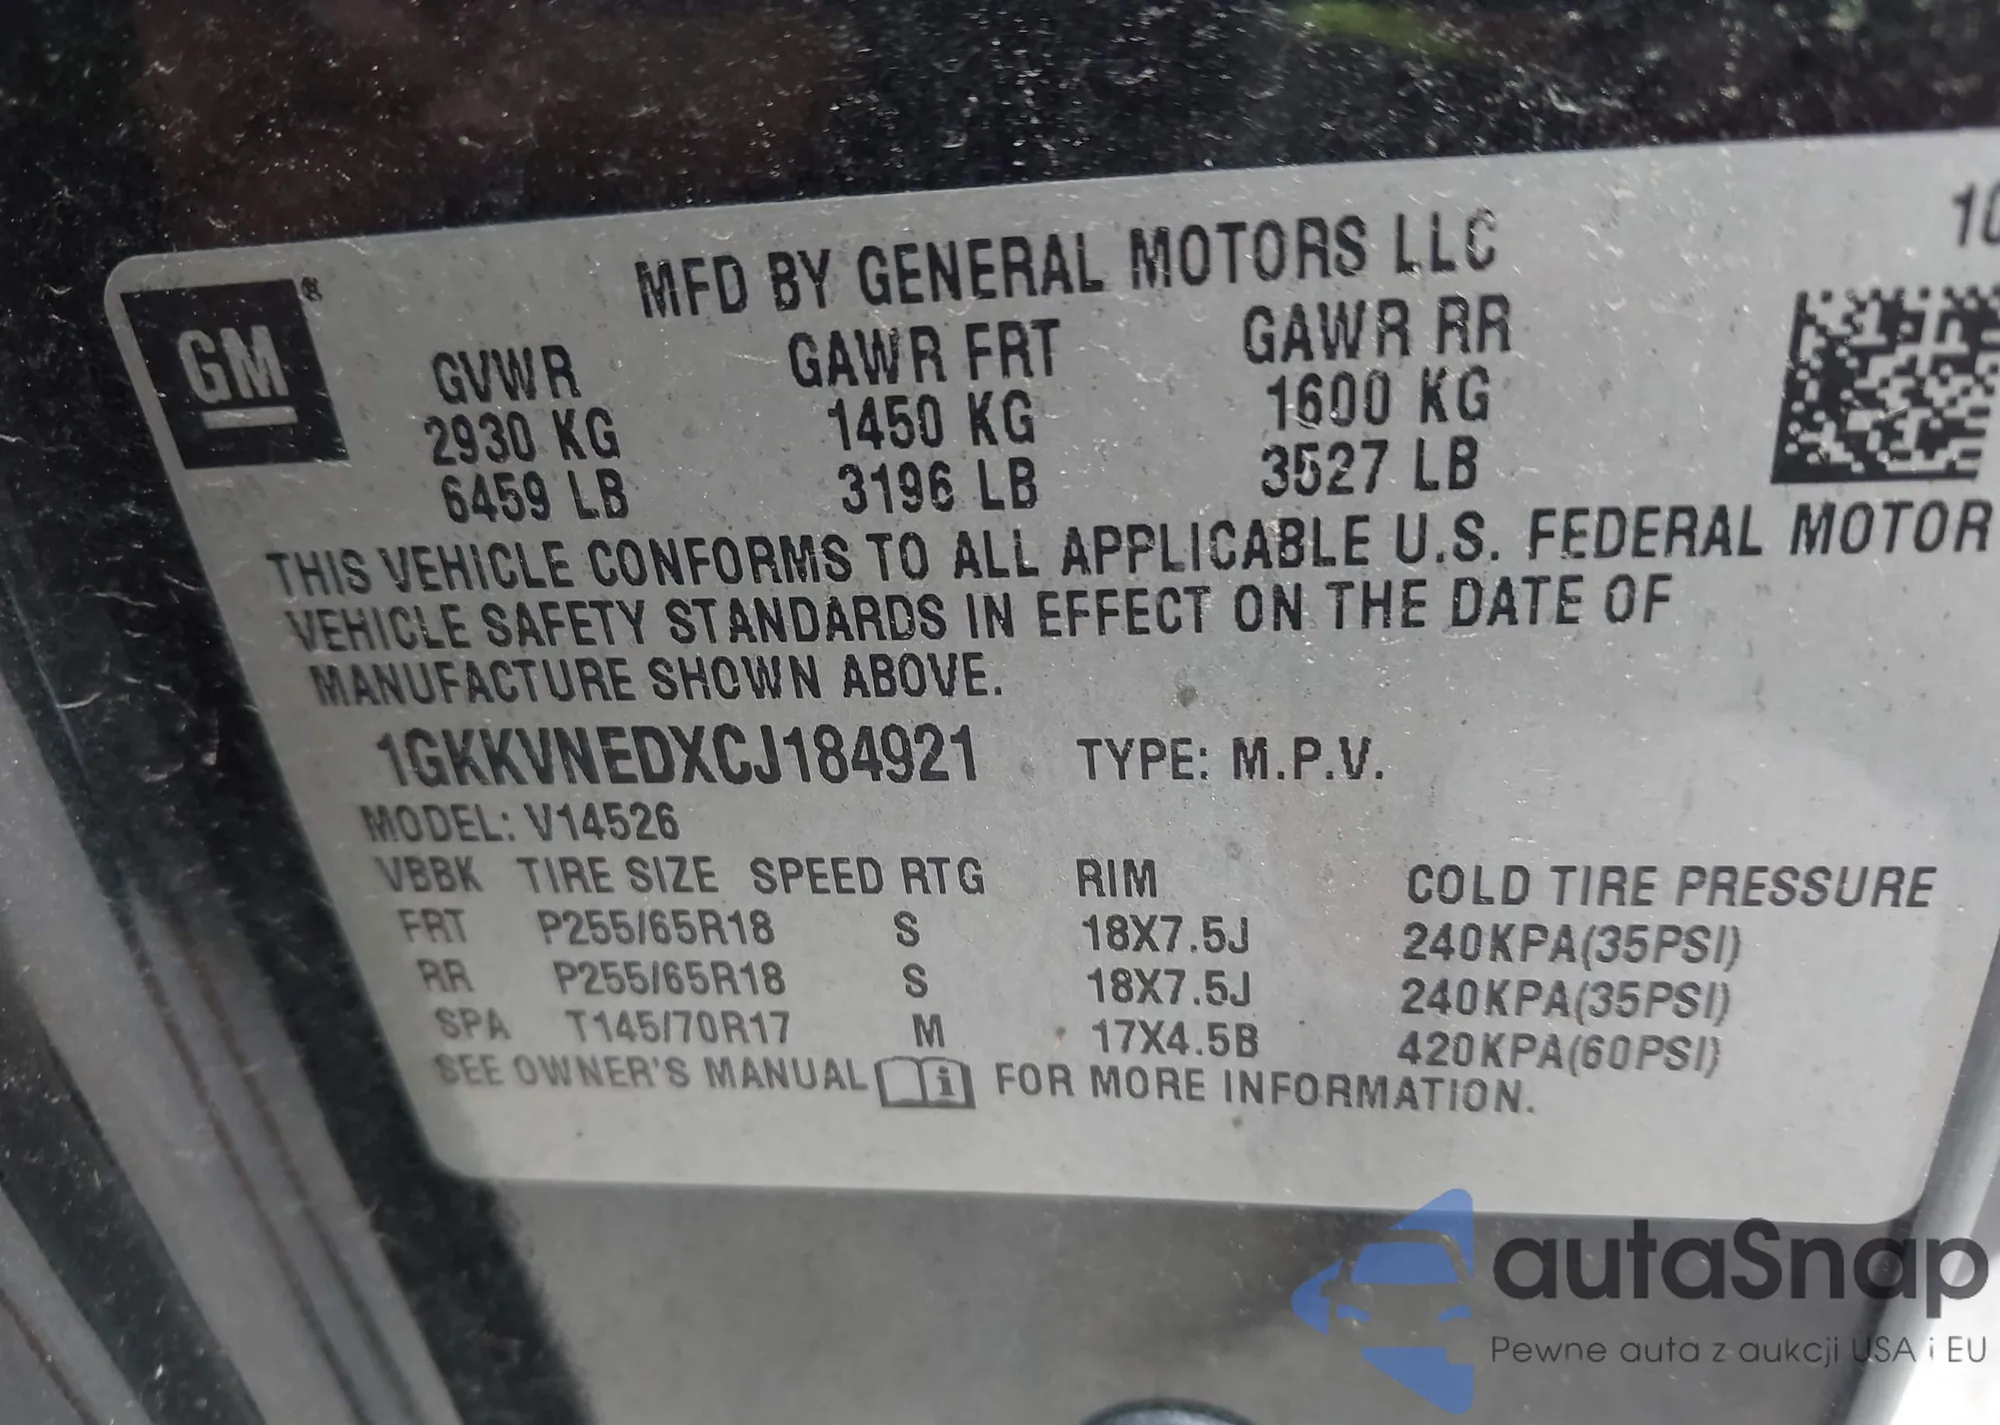 MFD BY GENERAL MOTORS LLC
10
GM®
GVWR GAWR FRT GAWR RR
2930 KG 1450 KG 1600 KG
6459 LB 3196 LB 3527 LB
THIS VEHICLE CONFORMS TO ALL APPLICABLE U.S. FEDERAL MOTOR
VEHICLE SAFETY STANDARDS IN EFFECT ON THE DATE OF
MANUFACTURE SHOWN ABOVE.
1GKKVNEDXCJ184921 TYPE: M.P.V.
MODEL: V14526
VBBK TIRE SIZE SPEED RTG RIM COLD TIRE PRESSURE
FRT P255/65R18 S 18X7.5J 240KPA(35PSI)
RR P255/65R18 S 18X7.5J 240KPA(35PSI)
SPA T145/70R17 M 17X4.5B 420KPA(60PSI)
SEE OWNER'S MANUAL i FOR MORE INFORMATION.
autaSnap
Pewne auta z aukcji USA i EU